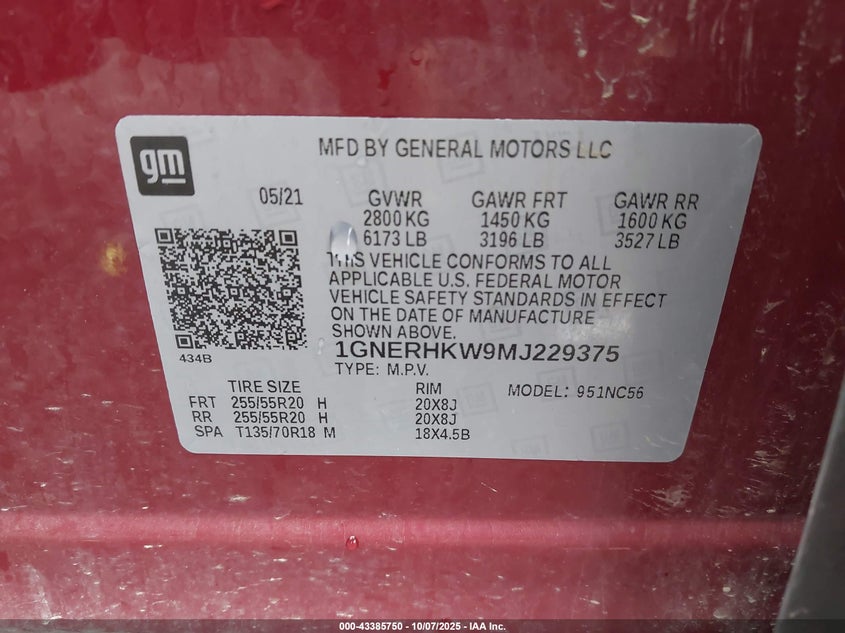 gm
MFD BY GENERAL MOTORS LLC
05/21 GVWR GAWR FRT GAWR RR
2800 KG 1450 KG 1600 KG
6173 LB 3196 LB 3527 LB
THIS VEHICLE CONFORMS TO ALL
APPLICABLE U.S. FEDERAL MOTOR
VEHICLE SAFETY STANDARDS IN EFFECT
ON THE DATE OF MANUFACTURE
SHOWN ABOVE.
434B
1GNERHKW9MJ229375
TYPE: M.P.V.
TIRE SIZE RIM MODEL: 951NC56
FRT 255/55R20 H 20X8J
RR 255/55R20 H 20X8J
SPA T135/70R18 M 18X4.5B
000-43385750 - 10/07/2025 - IAA Inc.